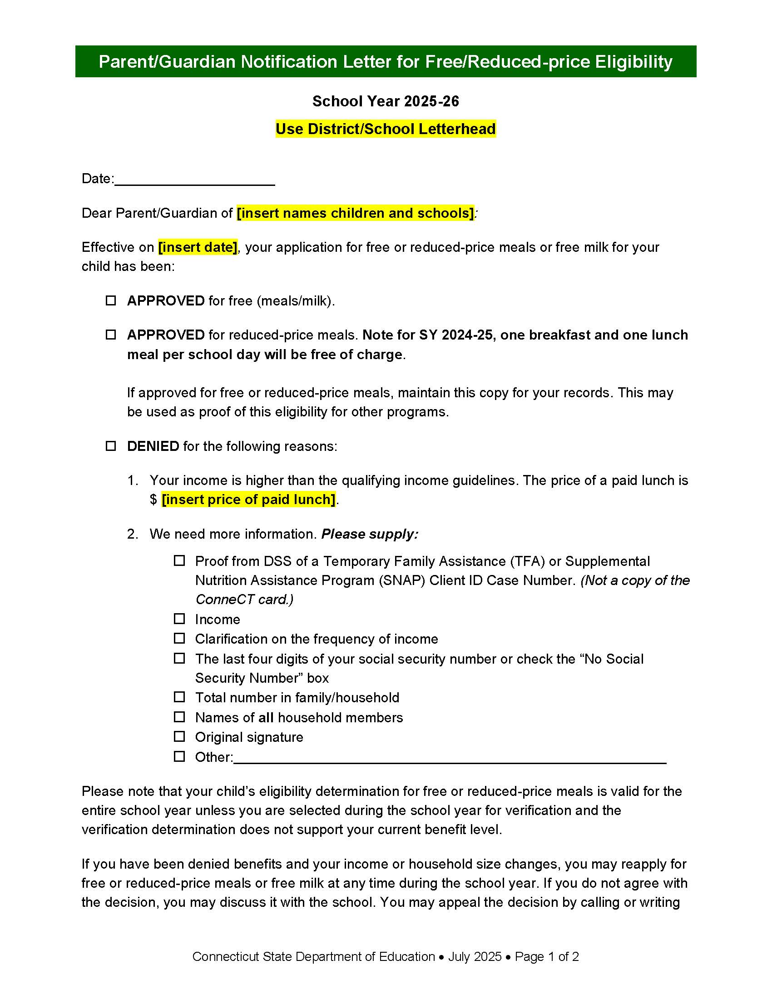 Parent/Guardian Notification Letter for Free/Reduced-price Eligibility
School Year 2025-26
Use District/School Letterhead
Date:_____________________
Dear Parent/Guardian of [insert names children and schools]:
Effective on [insert date], your application for free or reduced-price meals or free milk for your
child has been:
☐ APPROVED for free (meals/milk).
☐ APPROVED for reduced-price meals. Note for SY 2024-25, one breakfast and one lunch
meal per school day will be free of charge.
If approved for free or reduced-price meals, maintain this copy for your records. This may
be used as proof of this eligibility for other programs.
☐ DENIED for the following reasons:
1. Your income is higher than the qualifying income guidelines. The price of a paid lunch is
$ [insert price of paid lunch].
2. We need more information. Please supply:
☐ Proof from DSS of a Temporary Family Assistance (TFA) or Supplemental
Nutrition Assistance Program (SNAP) Client ID Case Number. (Not a copy of the
ConneCT card.)
☐ Income
☐ Clarification on the frequency of income
☐ The last four digits of your social security number or check the “No Social
Security Number” box
☐ Total number in family/household
☐ Names of all household members
☐ Original signature
☐ Other:_________________________________________________________
Please note that your child’s eligibility determination for free or reduced-price meals is valid for the
entire school year unless you are selected during the school year for verification and the
verification determination does not support your current benefit level.
If you have been denied benefits and your income or household size changes, you may reapply for
free or reduced-price meals or free milk at any time during the school year. If you do not agree with
the decision, you may discuss it with the school. You may appeal the decision by calling or writing
Connecticut State Department of Education • July 2025 • Page 1 of 2